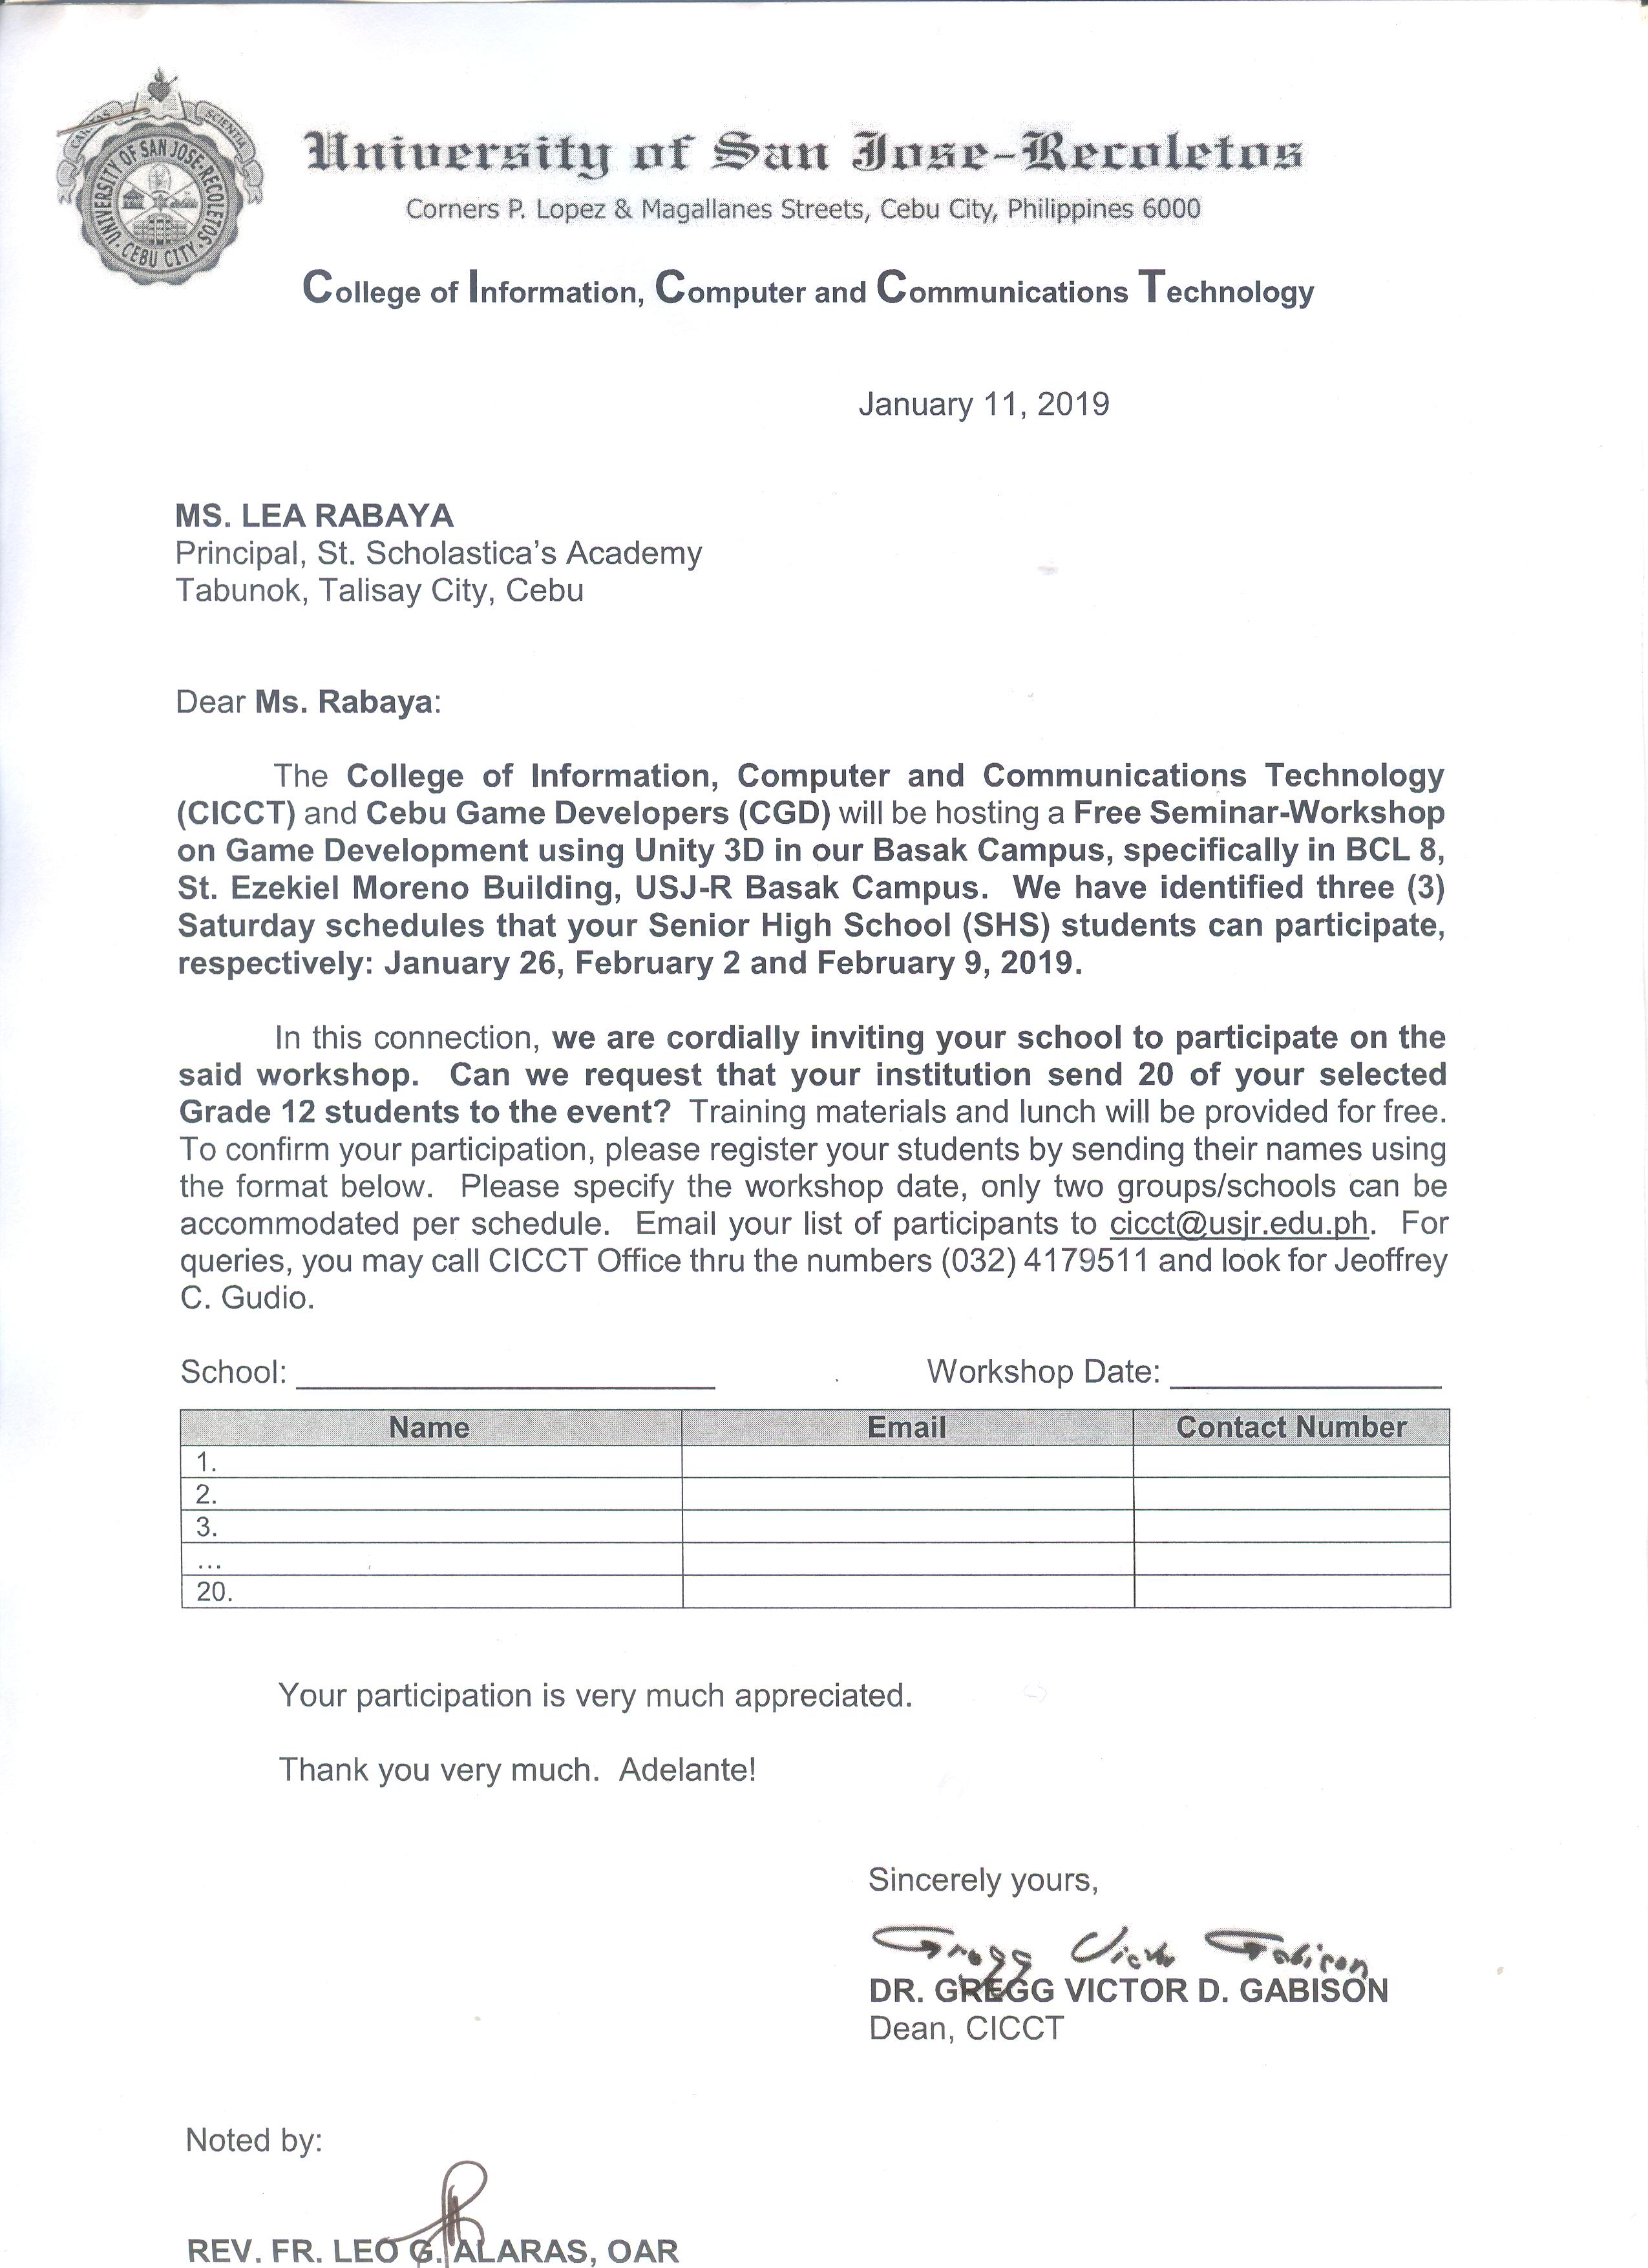 CARITAS SCIENTIA
UNIVERSITY OF SAN JOSE-RECOLETOS
· CEBU CITY ·
University of San Jose-Recoletos
Corners P. Lopez & Magallanes Streets, Cebu City, Philippines 6000
College of Information, Computer and Communications Technology
January 11, 2019
MS. LEA RABAYA
Principal, St. Scholastica's Academy
Tabunok, Talisay City, Cebu
Dear Ms. Rabaya:
The College of Information, Computer and Communications Technology
(CICCT) and Cebu Game Developers (CGD) will be hosting a Free Seminar-Workshop
on Game Development using Unity 3D in our Basak Campus, specifically in BCL 8,
St. Ezekiel Moreno Building, USJ-R Basak Campus. We have identified three (3)
Saturday schedules that your Senior High School (SHS) students can participate,
respectively: January 26, February 2 and February 9, 2019.
In this connection, we are cordially inviting your school to participate on the
said workshop. Can we request that your institution send 20 of your selected
Grade 12 students to the event? Training materials and lunch will be provided for free.
To confirm your participation, please register your students by sending their names using
the format below. Please specify the workshop date, only two groups/schools can be
accommodated per schedule. Email your list of participants to cicct@usjr.edu.ph. For
queries, you may call CICCT Office thru the numbers (032) 4179511 and look for Jeoffrey
C. Gudio.
School: Workshop Date:
Name Email Contact Number
1.
2.
3.
...
20.
Your participation is very much appreciated.
Thank you very much. Adelante!
Sincerely yours,
Gregg Victor Gabison
DR. GREGG VICTOR D. GABISON
Dean, CICCT
Noted by:
REV. FR. LEO G. ALARAS, OAR